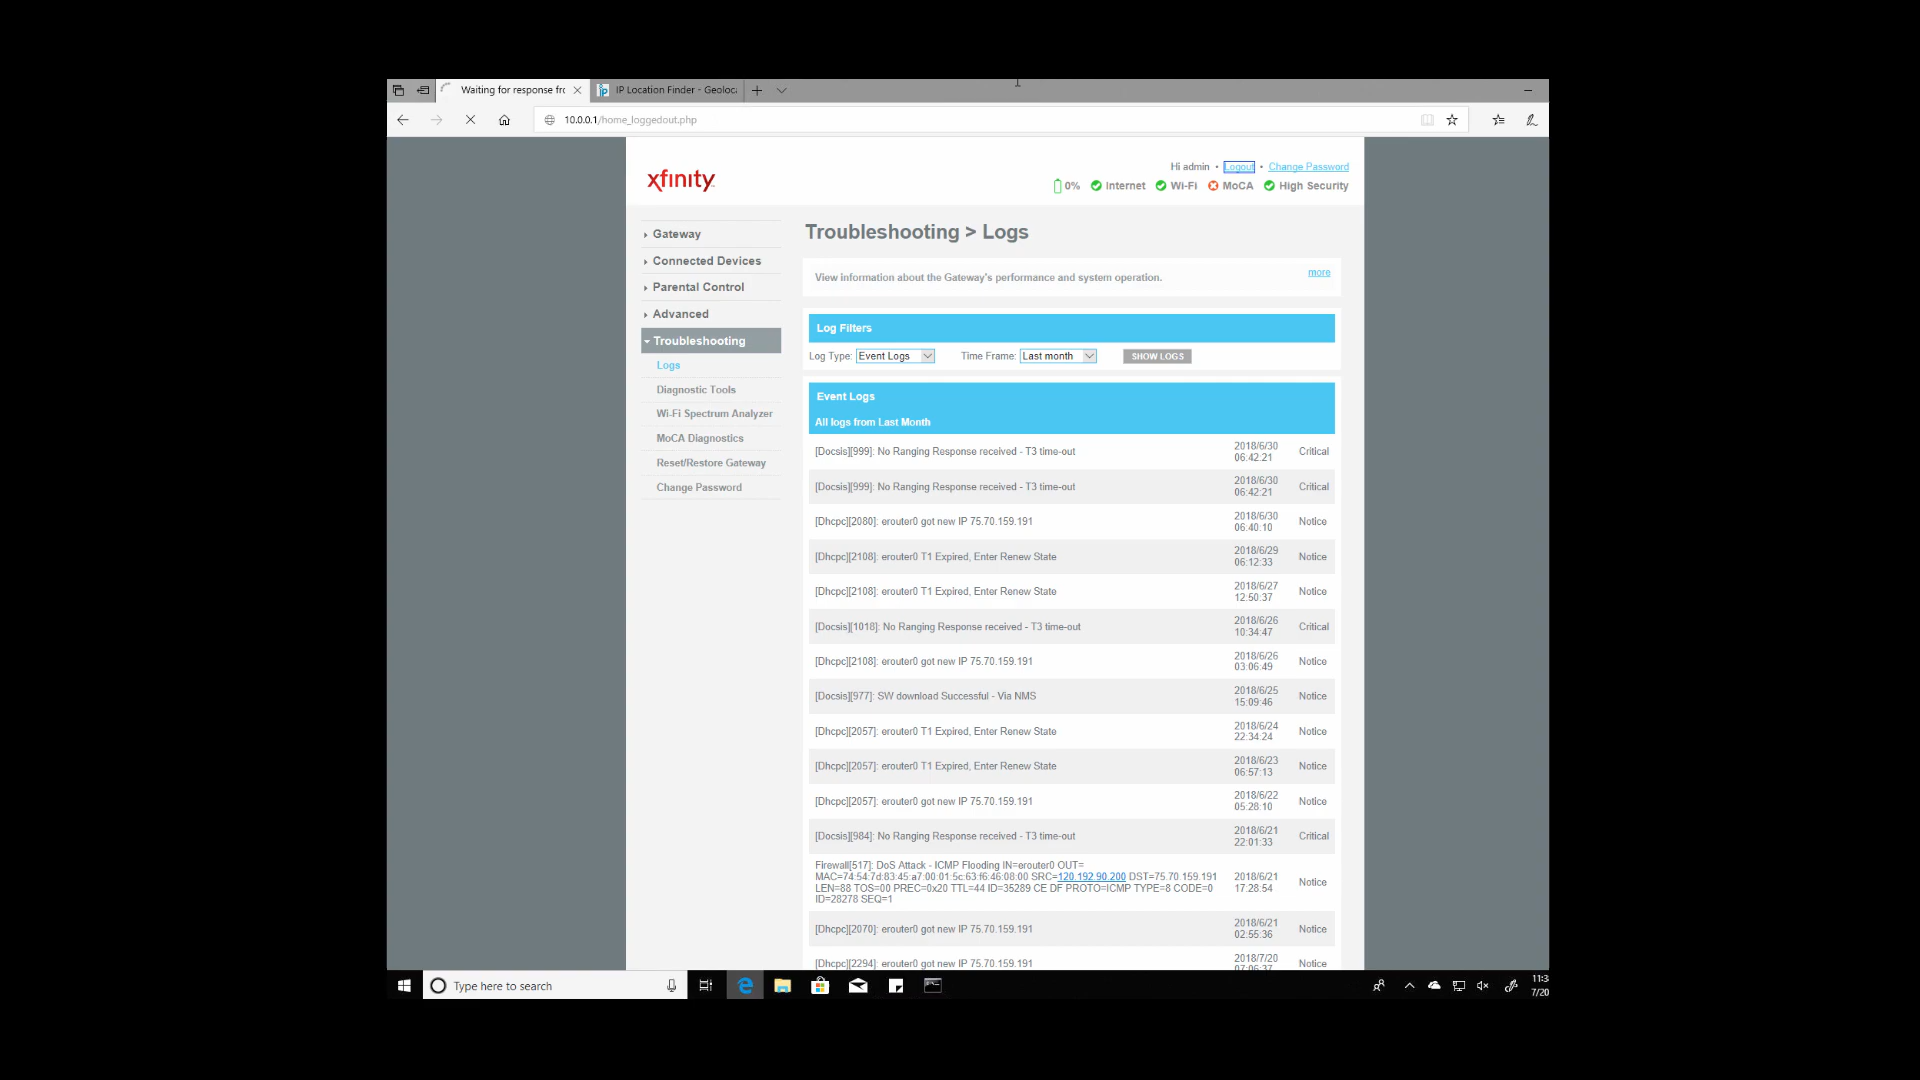 Waiting for response fro
IP Location Finder - Geoloca
10.0.0.1/home_loggedout.php
Hi admin • Logout • Change Password
xfinity
0% Internet Wi-Fi MoCA High Security
Gateway
Connected Devices
Parental Control
Advanced
Troubleshooting
Logs
Diagnostic Tools
Wi-Fi Spectrum Analyzer
MoCA Diagnostics
Reset/Restore Gateway
Change Password
Troubleshooting > Logs
View information about the Gateway's performance and system operation.
more
Log Filters
Log Type: Event Logs Time Frame: Last month SHOW LOGS
Event Logs
All logs from Last Month
[Docsis][999]: No Ranging Response received - T3 time-out
2018/6/30
06:42:21
Critical
[Docsis][999]: No Ranging Response received - T3 time-out
2018/6/30
06:42:21
Critical
[Dhcpc][2080]: erouter0 got new IP 75.70.159.191
2018/6/30
06:40:10
Notice
[Dhcpc][2108]: erouter0 T1 Expired, Enter Renew State
2018/6/29
06:12:33
Notice
[Dhcpc][2108]: erouter0 T1 Expired, Enter Renew State
2018/6/27
12:50:37
Notice
[Docsis][1018]: No Ranging Response received - T3 time-out
2018/6/26
10:34:47
Critical
[Dhcpc][2108]: erouter0 got new IP 75.70.159.191
2018/6/26
03:06:49
Notice
[Docsis][977]: SW download Successful - Via NMS
2018/6/25
15:09:46
Notice
[Dhcpc][2057]: erouter0 T1 Expired, Enter Renew State
2018/6/24
22:34:24
Notice
[Dhcpc][2057]: erouter0 T1 Expired, Enter Renew State
2018/6/23
06:57:13
Notice
[Dhcpc][2057]: erouter0 got new IP 75.70.159.191
2018/6/22
05:28:10
Notice
[Docsis][984]: No Ranging Response received - T3 time-out
2018/6/21
22:01:33
Critical
Firewall[517]: DoS Attack - ICMP Flooding IN=erouter0 OUT=
MAC=74:54:7d:83:45:a7:00:01:5c:63:f6:46:08:00 SRC=120.192.90.200 DST=75.70.159.191
LEN=88 TOS=00 PREC=0x20 TTL=44 ID=35289 CE DF PROTO=ICMP TYPE=8 CODE=0
ID=28278 SEQ=1
2018/6/21
17:28:54
Notice
[Dhcpc][2070]: erouter0 got new IP 75.70.159.191
2018/6/21
02:55:36
Notice
[Dhcpc][2294]: erouter0 got new IP 75.70.159.191
2018/7/20
07:06:37
Notice
Type here to search
11:3
7/20